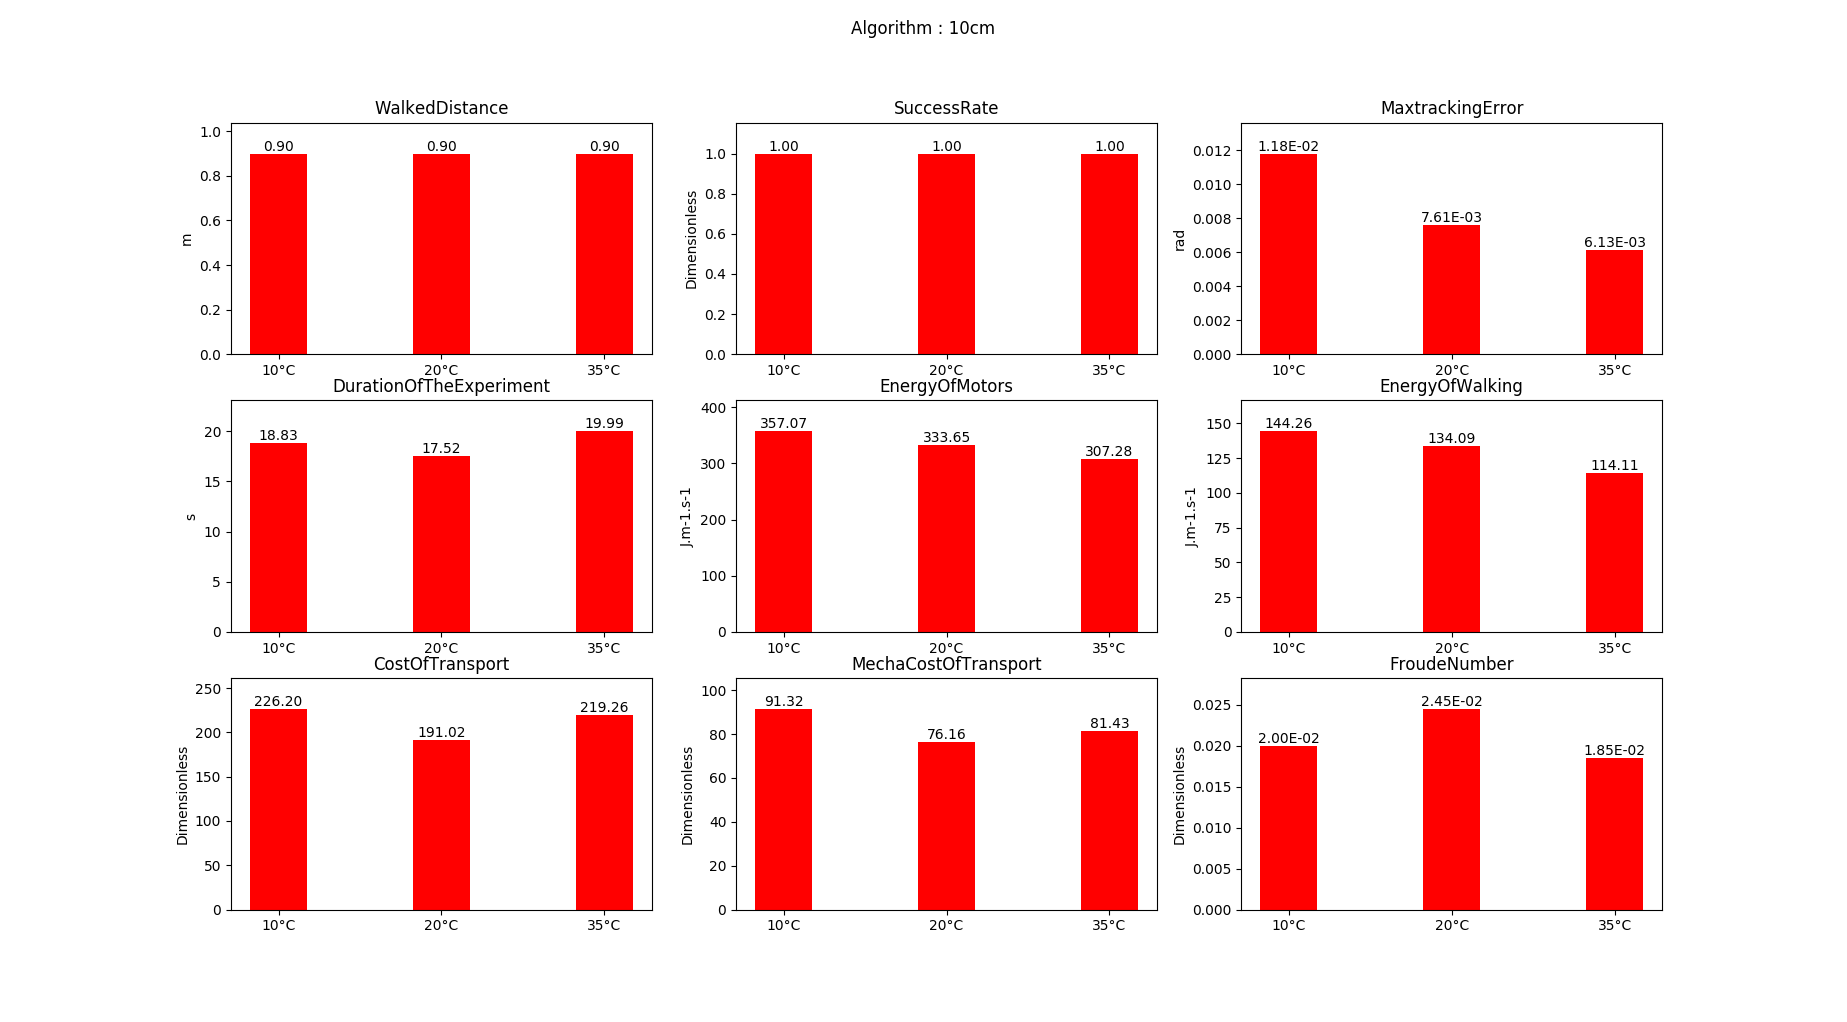 Algorithm : 10cm
WalkedDistance
m
1.0
0.8
0.6
0.4
0.2
0.0
0.90
0.90
0.90
10°C
20°C
35°C
SuccessRate
Dimensionless
1.0
0.8
0.6
0.4
0.2
0.0
1.00
1.00
1.00
10°C
20°C
35°C
MaxtrackingError
rad
0.012
0.010
0.008
0.006
0.004
0.002
0.000
1.18E-02
7.61E-03
6.13E-03
10°C
20°C
35°C
DurationOfTheExperiment
s
20
15
10
5
0
18.83
17.52
19.99
10°C
20°C
35°C
EnergyOfMotors
J.m-1.s-1
400
300
200
100
0
357.07
333.65
307.28
10°C
20°C
35°C
EnergyOfWalking
J.m-1.s-1
150
125
100
75
50
25
0
144.26
134.09
114.11
10°C
20°C
35°C
CostOfTransport
Dimensionless
250
200
150
100
50
0
226.20
191.02
219.26
10°C
20°C
35°C
MechaCostOfTransport
Dimensionless
100
80
60
40
20
0
91.32
76.16
81.43
10°C
20°C
35°C
FroudeNumber
Dimensionless
0.025
0.020
0.015
0.010
0.005
0.000
2.00E-02
2.45E-02
1.85E-02
10°C
20°C
35°C